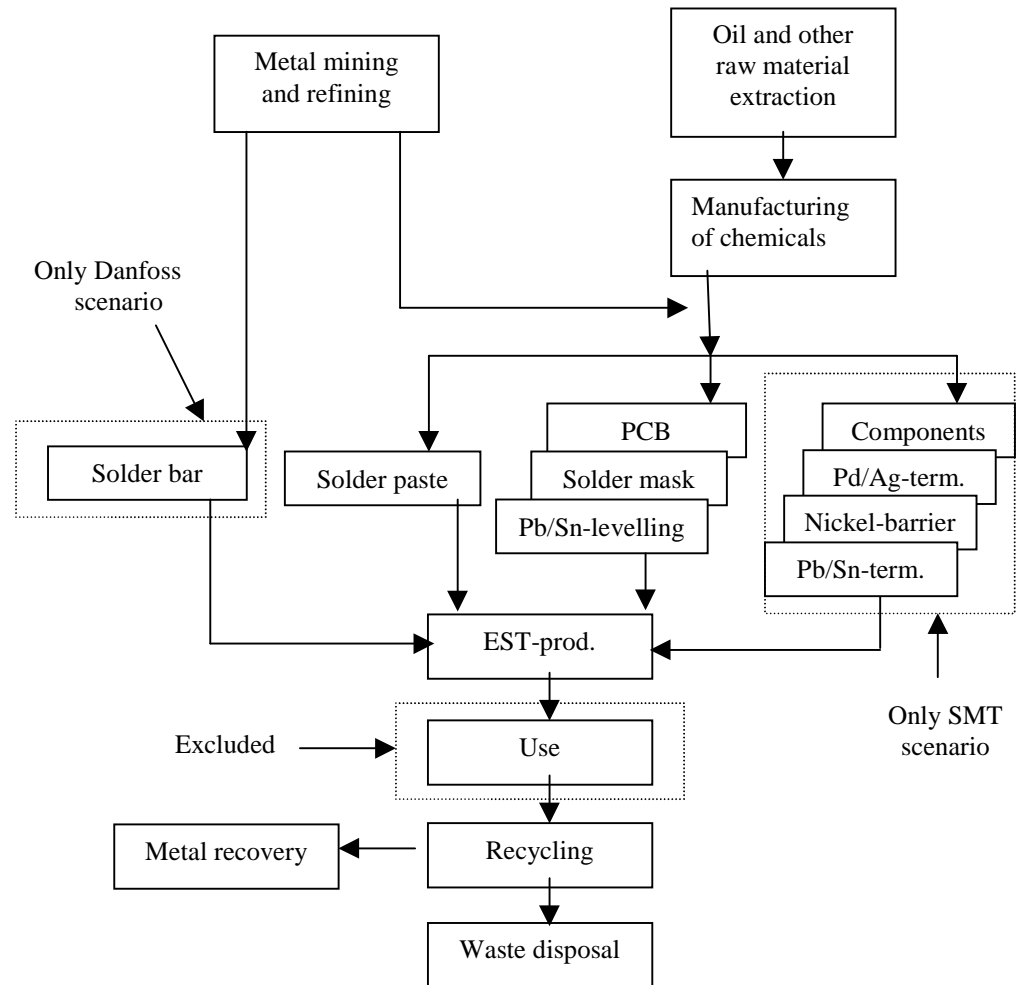 Metal mining
and refining
Oil and other
raw material
extraction
Manufacturing
of chemicals
Only Danfoss
scenario
Solder bar
Solder paste
PCB
Solder mask
Pb/Sn-levelling
Components
Pd/Ag-term.
Nickel-barrier
Pb/Sn-term.
EST-prod.
Only SMT
scenario
Excluded
Use
Metal recovery
Recycling
Waste disposal